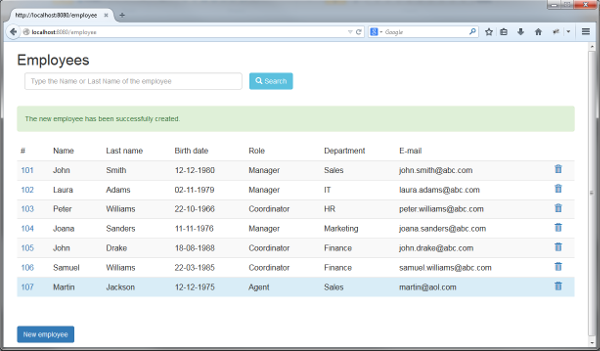 http://localhost:8080/employee
localhost:8080/employee
Google
Employees
Type the Name or Last Name of the employee
Search
The new employee has been successfully created.
# Name Last name Birth date Role Department E-mail
101 John Smith 12-12-1980 Manager Sales john.smith@abc.com
102 Laura Adams 02-11-1979 Manager IT laura.adams@abc.com
103 Peter Williams 22-10-1966 Coordinator HR peter.williams@abc.com
104 Joana Sanders 11-11-1976 Manager Marketing joana.sanders@abc.com
105 John Drake 18-08-1988 Coordinator Finance john.drake@abc.com
106 Samuel Williams 22-03-1985 Coordinator Finance samuel.williams@abc.com
107 Martin Jackson 12-12-1975 Agent Sales martin@aol.com
New employee